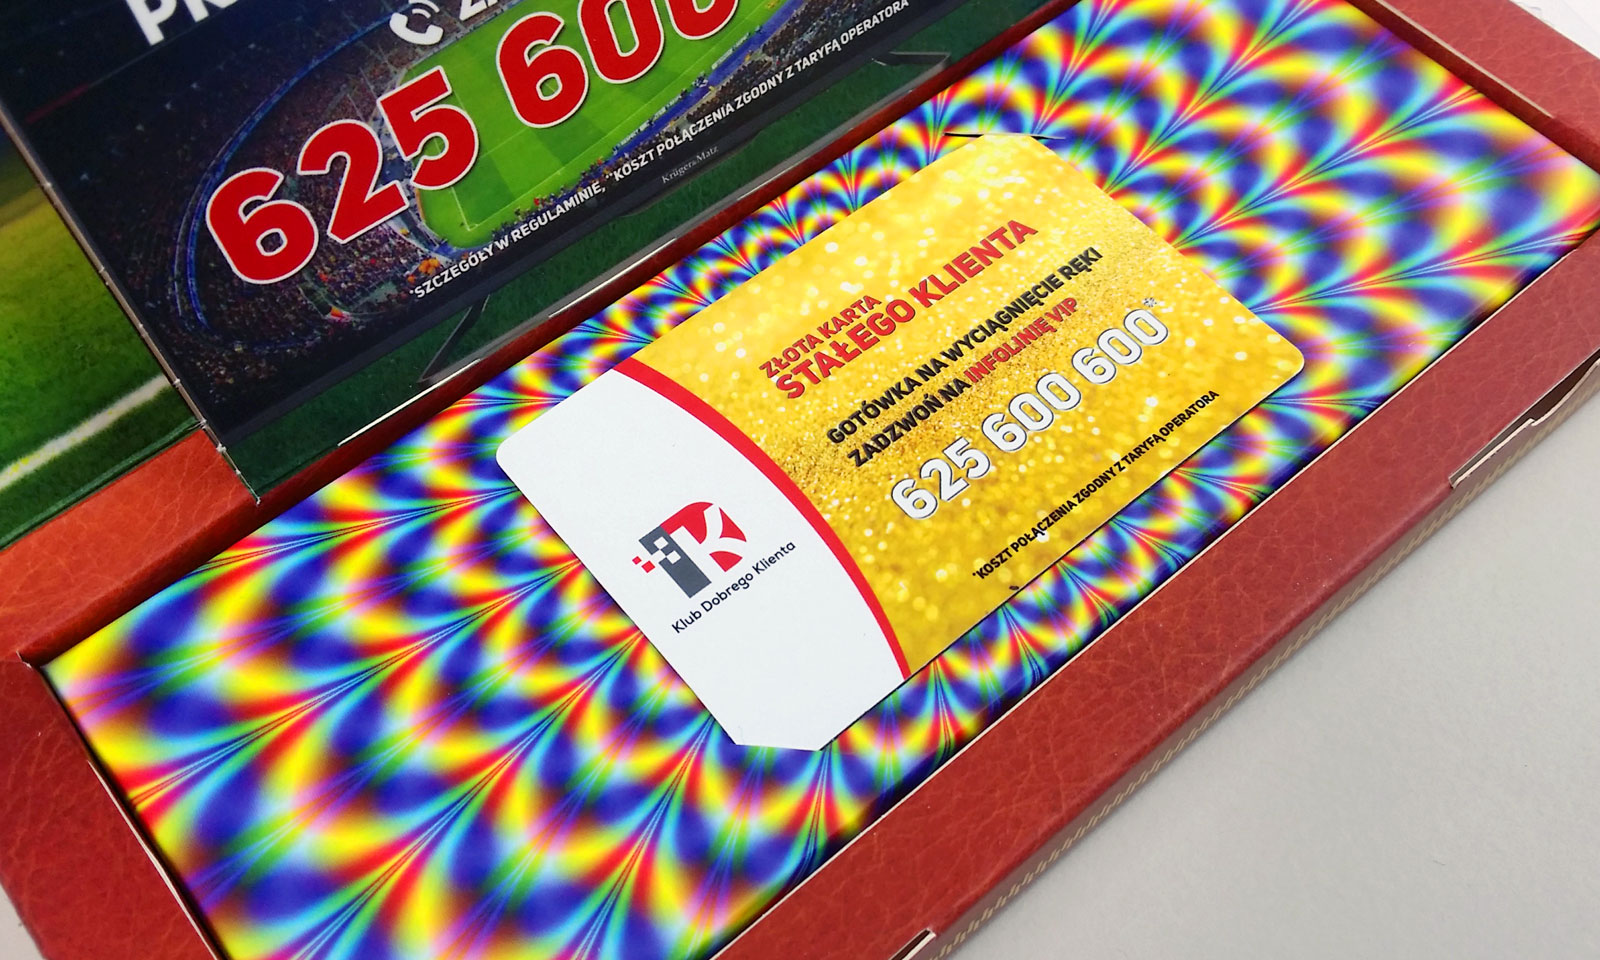 625 600
*SZCZEGÓŁY W REGULAMINIE, *KOSZT POŁĄCZENIA ZGODNY Z TARYFĄ OPERATORA
Krüger&Matz
ZŁOTA KARTA
STAŁEGO KLIENTA
GOTÓWKA NA WYCIĄGNIĘCIE RĘKI
ZADZWOŃ NA INFOLINIĘ VIP
625 600 600*
*KOSZT POŁĄCZENIA ZGODNY Z TARYFĄ OPERATORA
Klub Dobrego Klienta